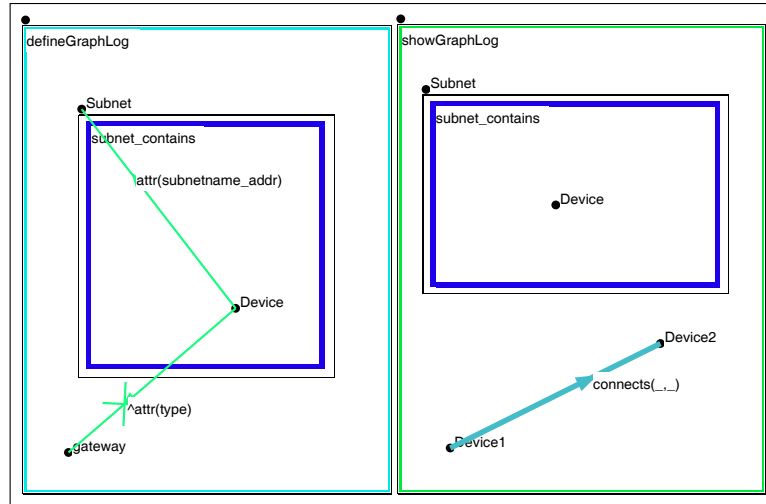 defineGraphLog
Subnet
subnet_contains
^attr(subnetname_addr)
Device
^attr(type)
gateway
showGraphLog
Subnet
subnet_contains
Device
Device2
connects(_,_)
Device1